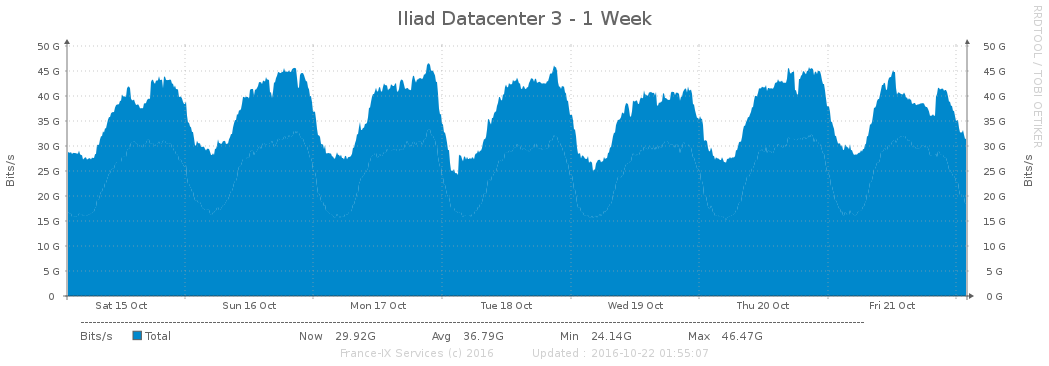 Iliad Datacenter 3 - 1 Week
RRDTOOL / TOBI OETIKER
Bits/s
50 G
45 G
40 G
35 G
30 G
25 G
20 G
15 G
10 G
5 G
0
50 G
45 G
40 G
35 G
30 G
25 G
20 G
15 G
10 G
5 G
0 G
Bits/s
Sat 15 Oct Sun 16 Oct Mon 17 Oct Tue 18 Oct Wed 19 Oct Thu 20 Oct Fri 21 Oct
Bits/s Total Now 29.92G Avg 36.79G Min 24.14G Max 46.47G
France-IX Services (c) 2016 Updated : 2016-10-22 01:55:07